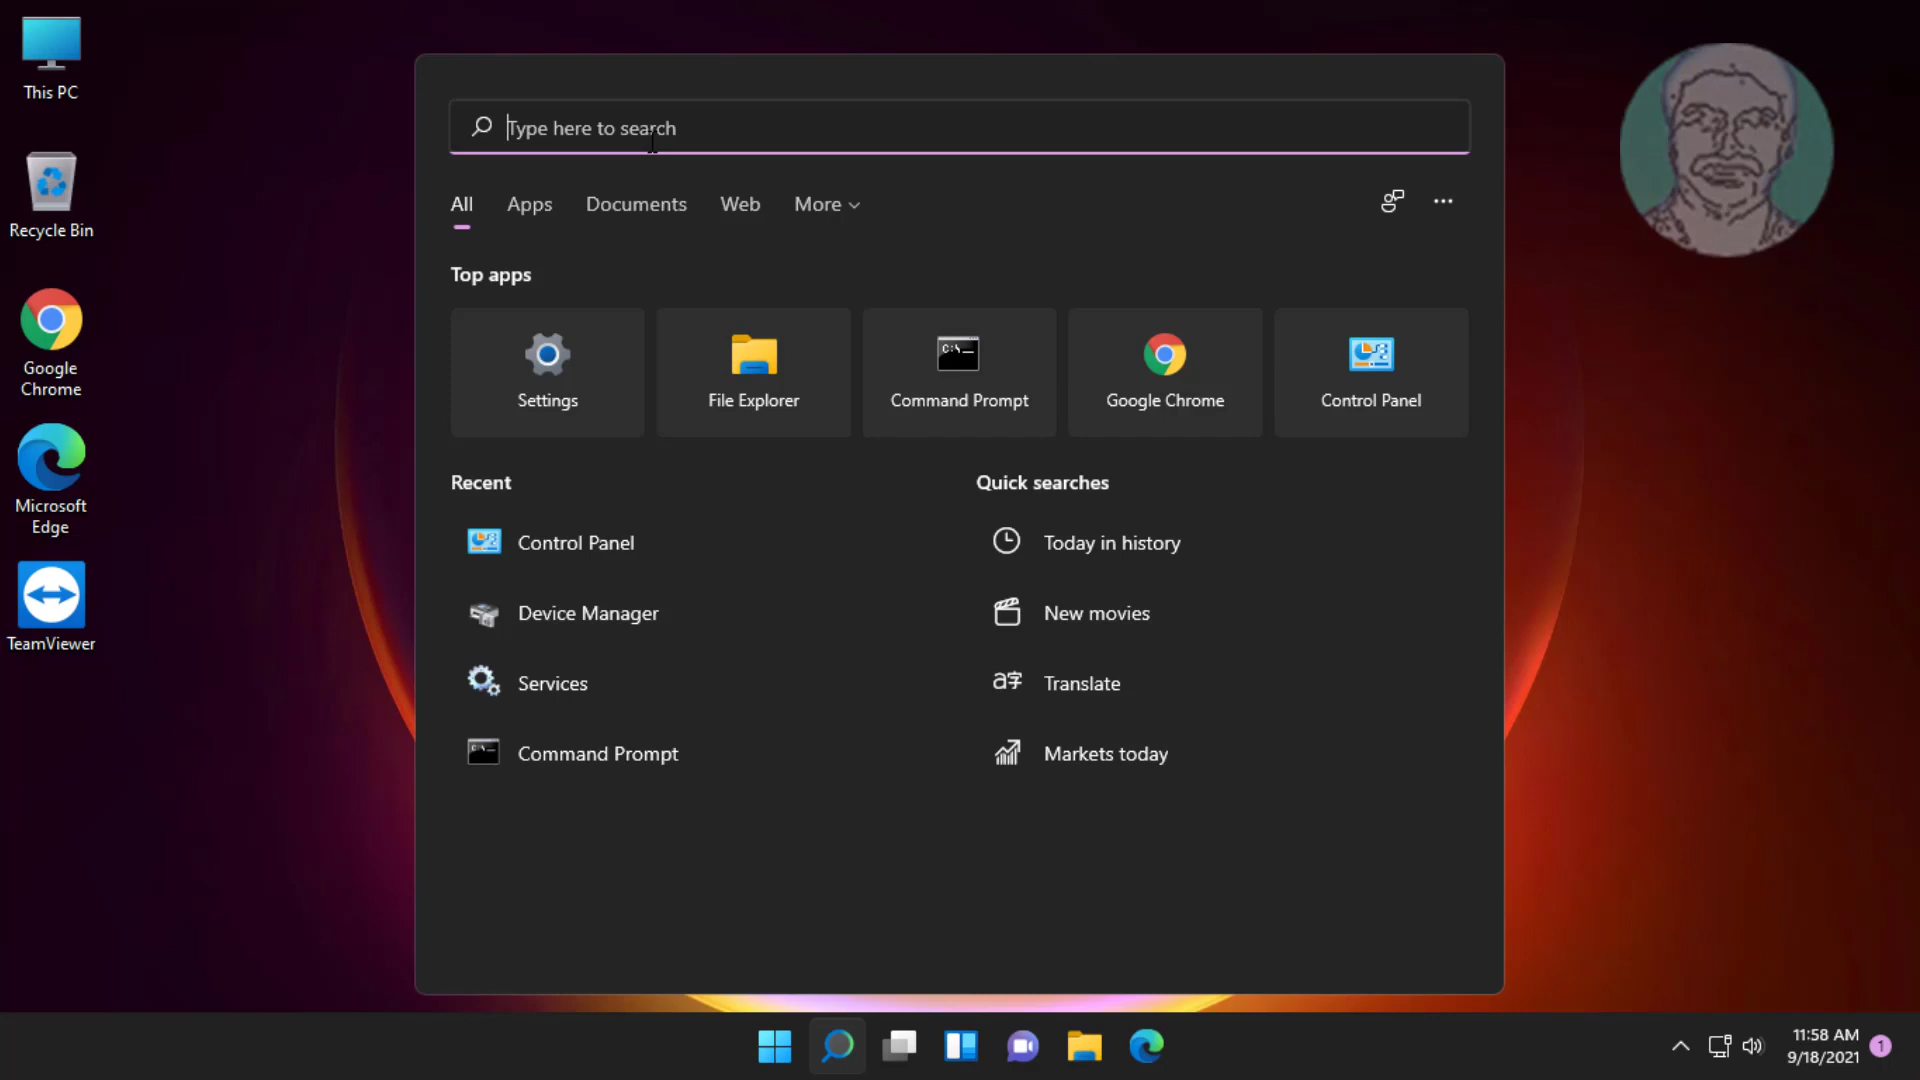 This PC
Recycle Bin
Google
Chrome
Microsoft
Edge
TeamViewer
Type here to search
All Apps Documents Web More
Top apps
Settings File Explorer Command Prompt Google Chrome Control Panel
Recent
Control Panel
Device Manager
Services
Command Prompt
Quick searches
Today in history
New movies
Translate
Markets today
11:58 AM
9/18/2021
1